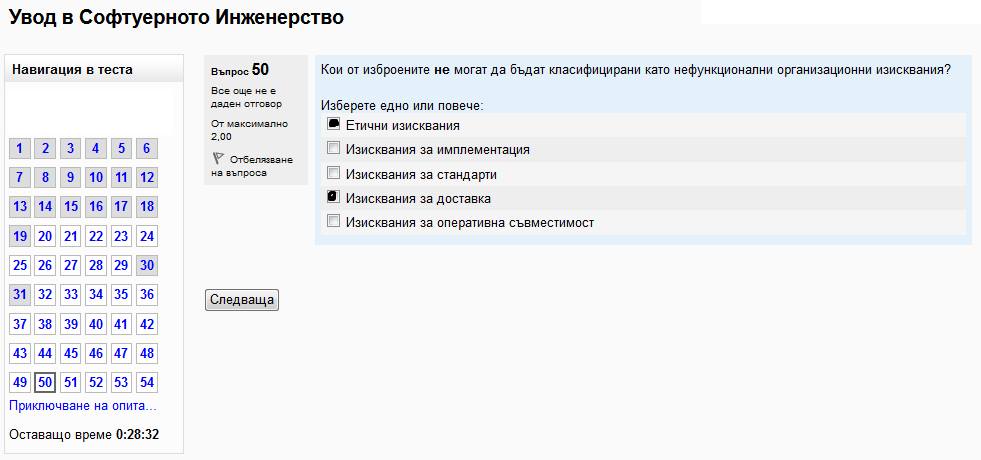 Увод в Софтуерното Инженерство
Навигация в теста
1 2 3 4 5 6
7 8 9 10 11 12
13 14 15 16 17 18
19 20 21 22 23 24
25 26 27 28 29 30
31 32 33 34 35 36
37 38 39 40 41 42
43 44 45 46 47 48
49 50 51 52 53 54
Приключване на опита...
Оставащо време 0:28:32
Въпрос 50
Все още не е
даден отговор
От максимално
2,00
Отбелязване
на въпроса
Кои от изброените не могат да бъдат класифицирани като нефункционални организационни изисквания?
Изберете едно или повече:
Етични изисквания
Изисквания за имплементация
Изисквания за стандарти
Изисквания за доставка
Изисквания за оперативна съвместимост
Следваща